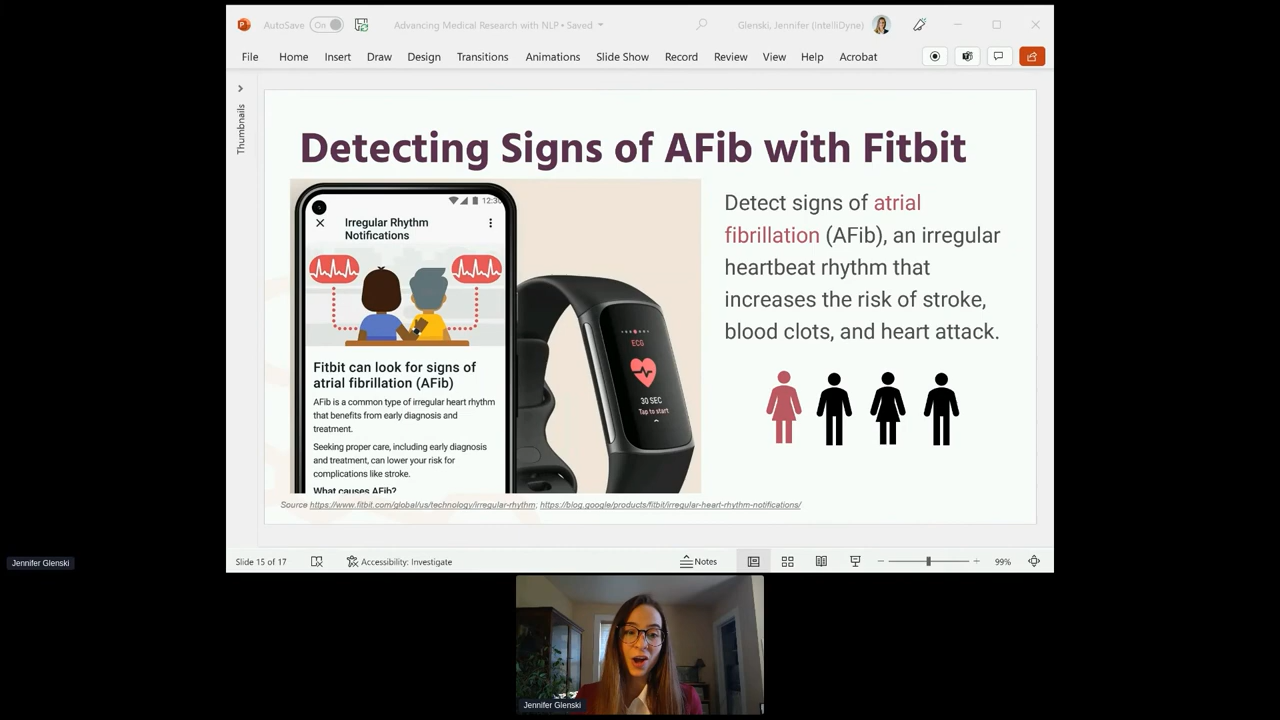 AutoSave
On
Advancing Medical Research with NLP • Saved
Glenski, Jennifer (IntelliDyne)
File Home Insert Draw Design Transitions Animations Slide Show Record Review View Help Acrobat
Thumbnails
Detecting Signs of AFib with Fitbit
12:30
Irregular Rhythm
Notifications
Fitbit can look for signs of
atrial fibrillation (AFib)
AFib is a common type of irregular heart rhythm
that benefits from early diagnosis and
treatment.
Seeking proper care, including early diagnosis
and treatment, can lower your risk for
complications like stroke.
What causes AFib?
ECG
30 SEC
Tap to start
Detect signs of atrial
fibrillation (AFib), an irregular
heartbeat rhythm that
increases the risk of stroke,
blood clots, and heart attack.
Source https://www.fitbit.com/global/us/technology/irregular-rhythm; https://blog.google/products/fitbit/irregular-heart-rhythm-notifications/
Slide 15 of 17
Accessibility: Investigate
Notes
99%
Jennifer Glenski
Jennifer Glenski